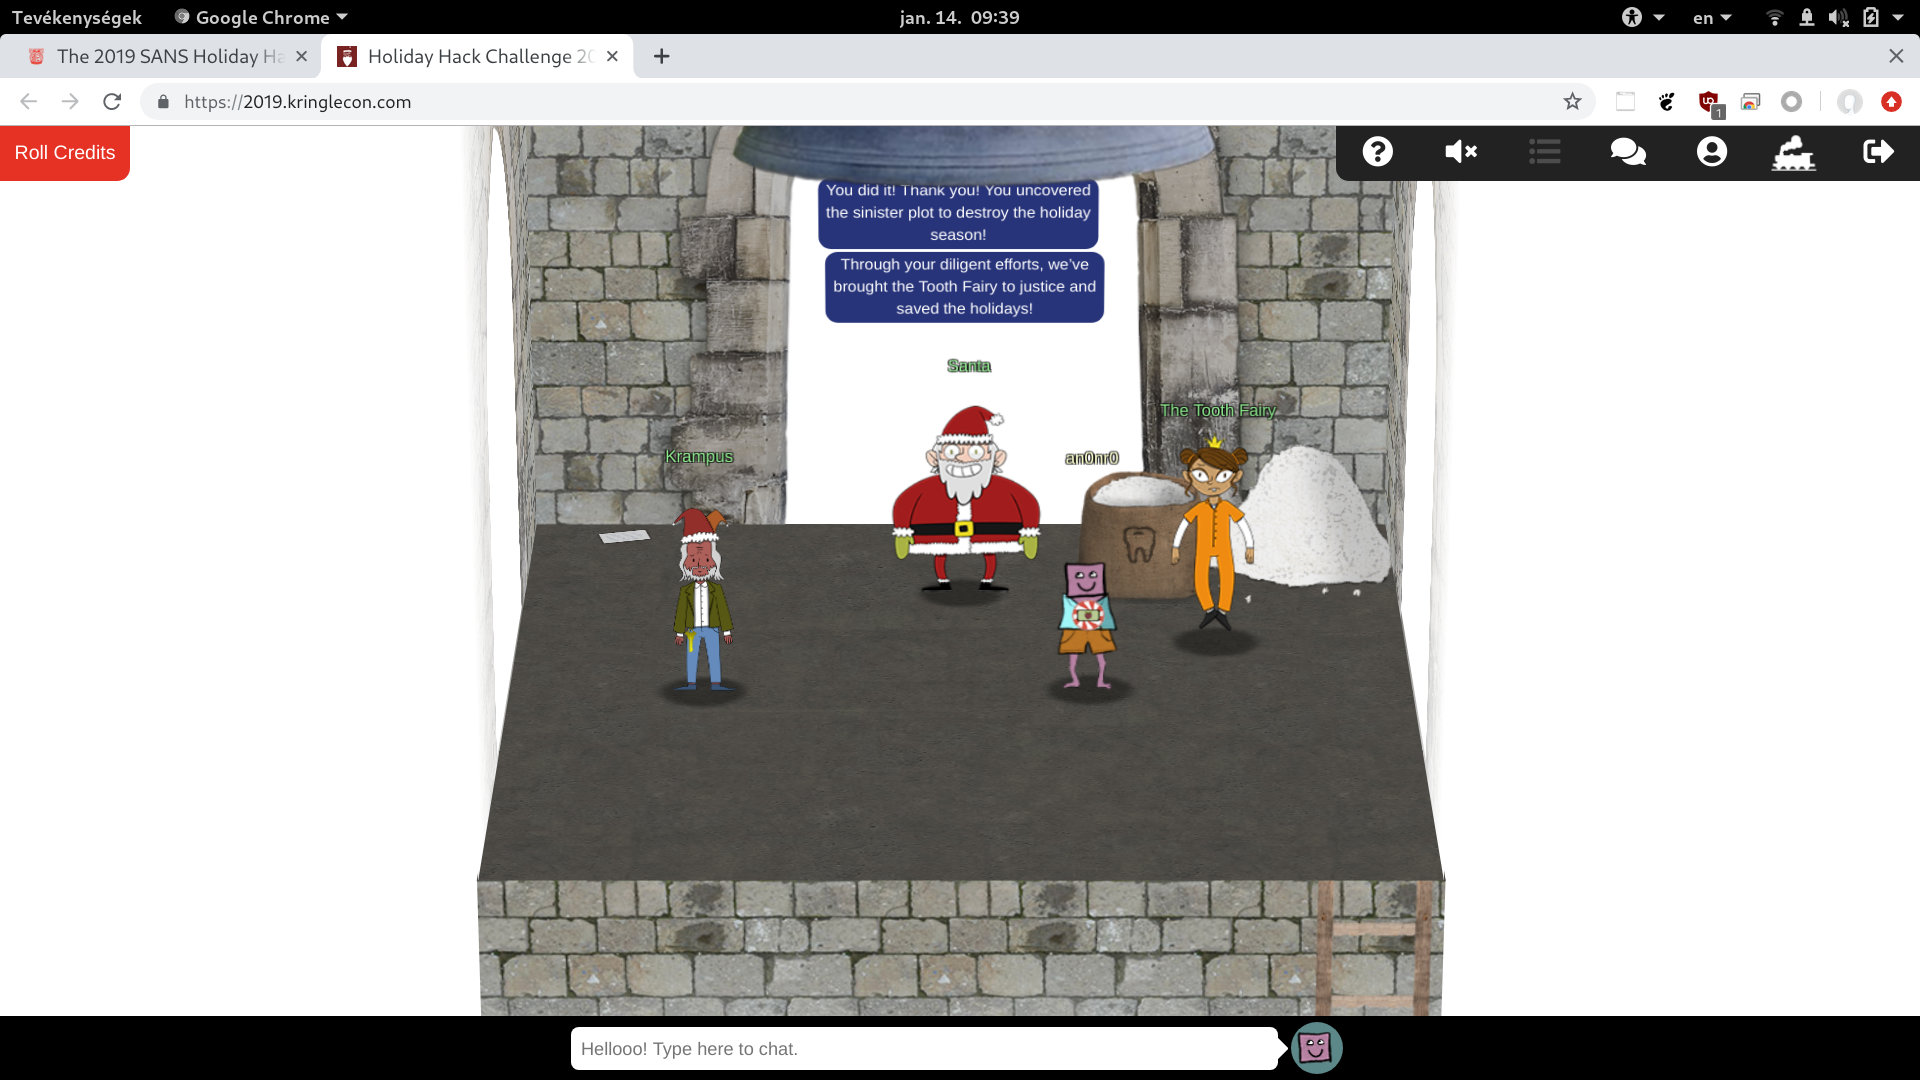 Tevékenységek Google Chrome jan. 14. 09:39 en
The 2019 SANS Holiday Ha Holiday Hack Challenge 20
https://2019.kringlecon.com
1
Roll Credits
You did it! Thank you! You uncovered
the sinister plot to destroy the holiday
season!
Through your diligent efforts, we've
brought the Tooth Fairy to justice and
saved the holidays!
Santa
The Tooth Fairy
Krampus
an0nr0
Hellooo! Type here to chat.